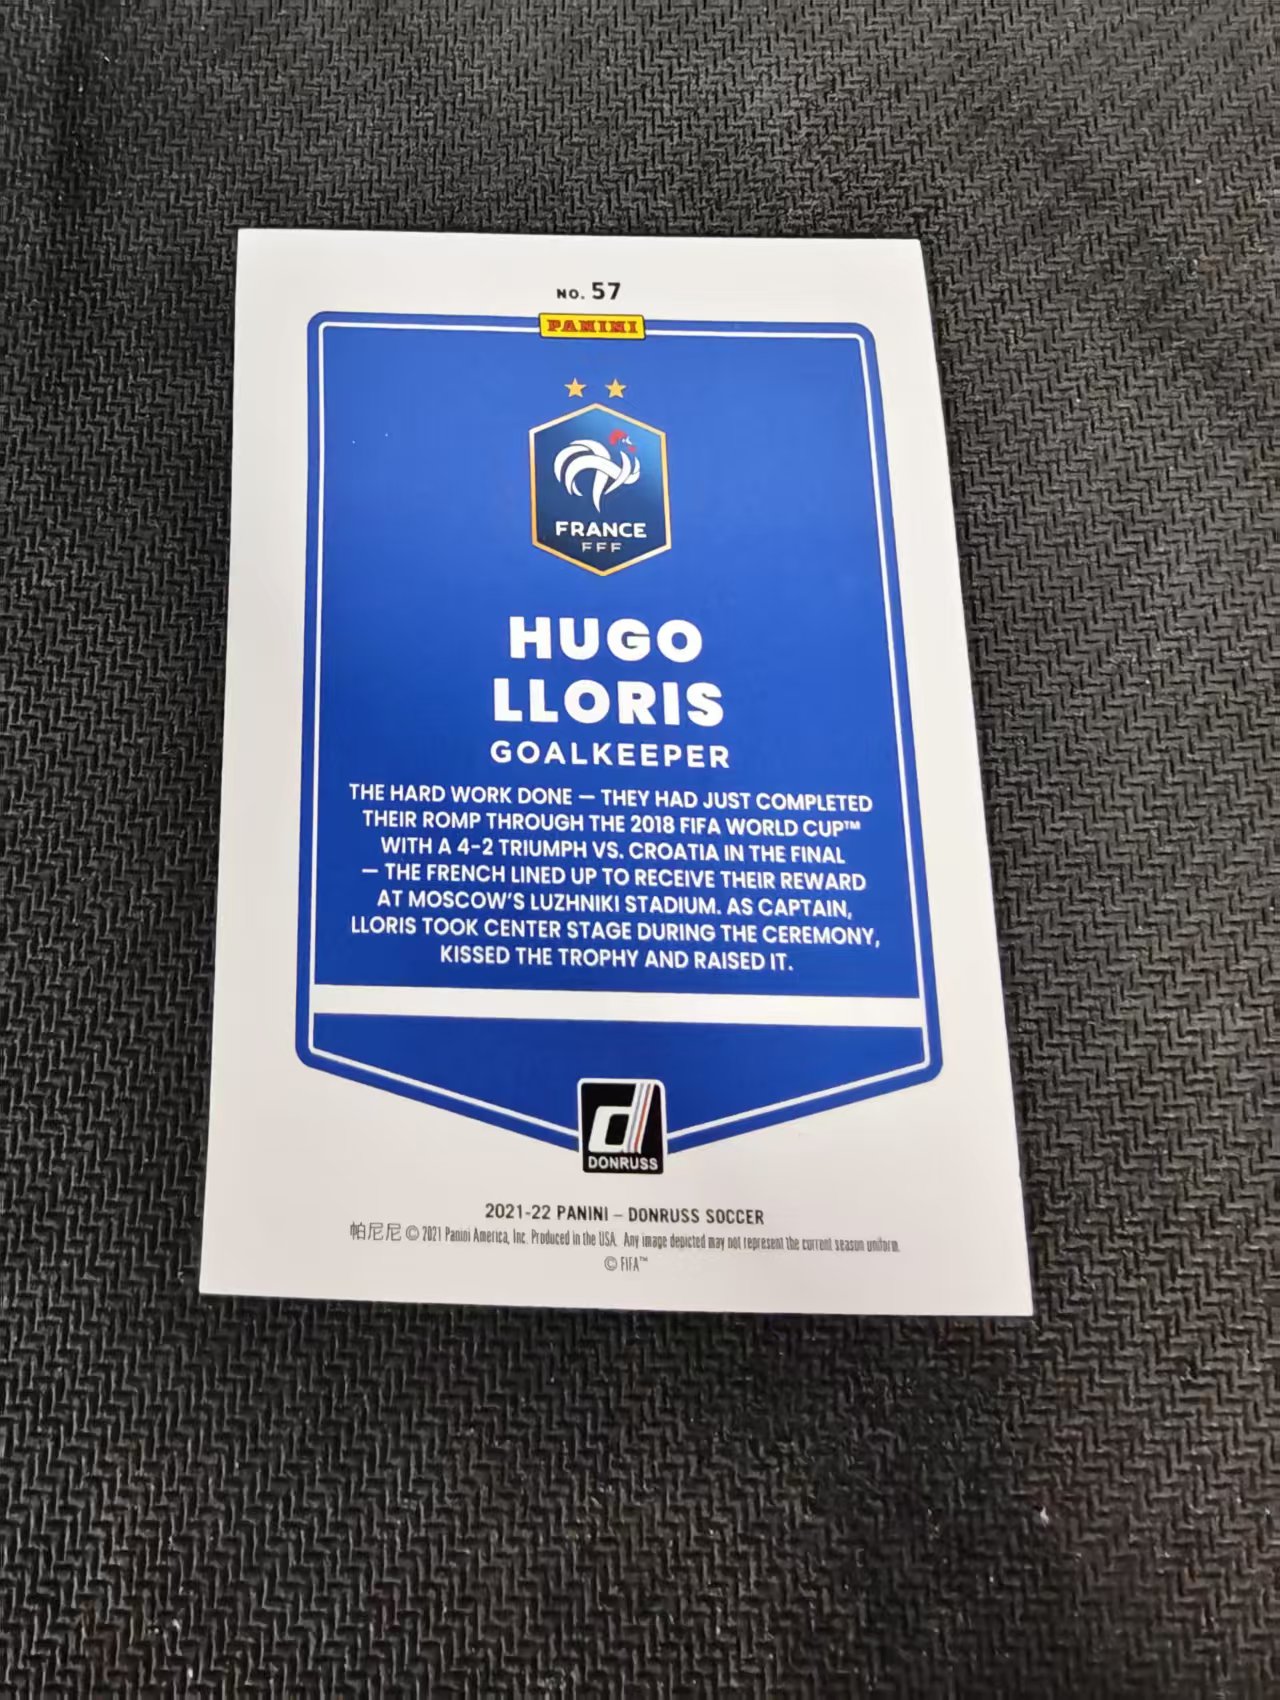 NO. 57
PANINI
FRANCE
FFF
HUGO
LLORIS
GOALKEEPER
THE HARD WORK DONE — THEY HAD JUST COMPLETED
THEIR ROMP THROUGH THE 2018 FIFA WORLD CUP™
WITH A 4-2 TRIUMPH VS. CROATIA IN THE FINAL
— THE FRENCH LINED UP TO RECEIVE THEIR REWARD
AT MOSCOW'S LUZHNIKI STADIUM. AS CAPTAIN,
LLORIS TOOK CENTER STAGE DURING THE CEREMONY,
KISSED THE TROPHY AND RAISED IT.
d
DONRUSS
2021-22 PANINI – DONRUSS SOCCER
帕尼尼 © 2021 Panini America, Inc. Produced in the USA. Any image depicted may not represent the current season uniform.
© FIFA™